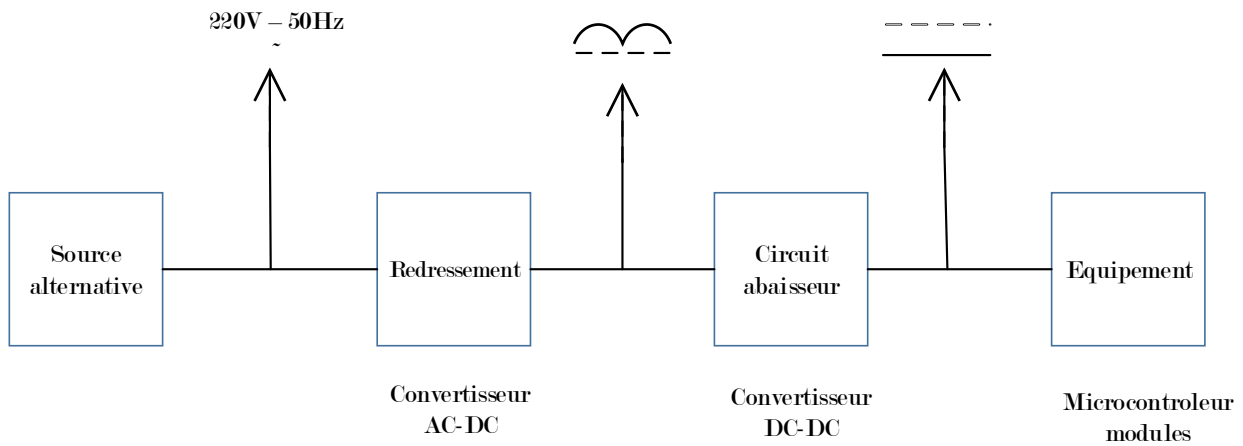 220V – 50Hz
~
Source
alternative
Redressement
Circuit
abaisseur
Equipement
Convertisseur
AC-DC
Convertisseur
DC-DC
Microcontroleur
modules